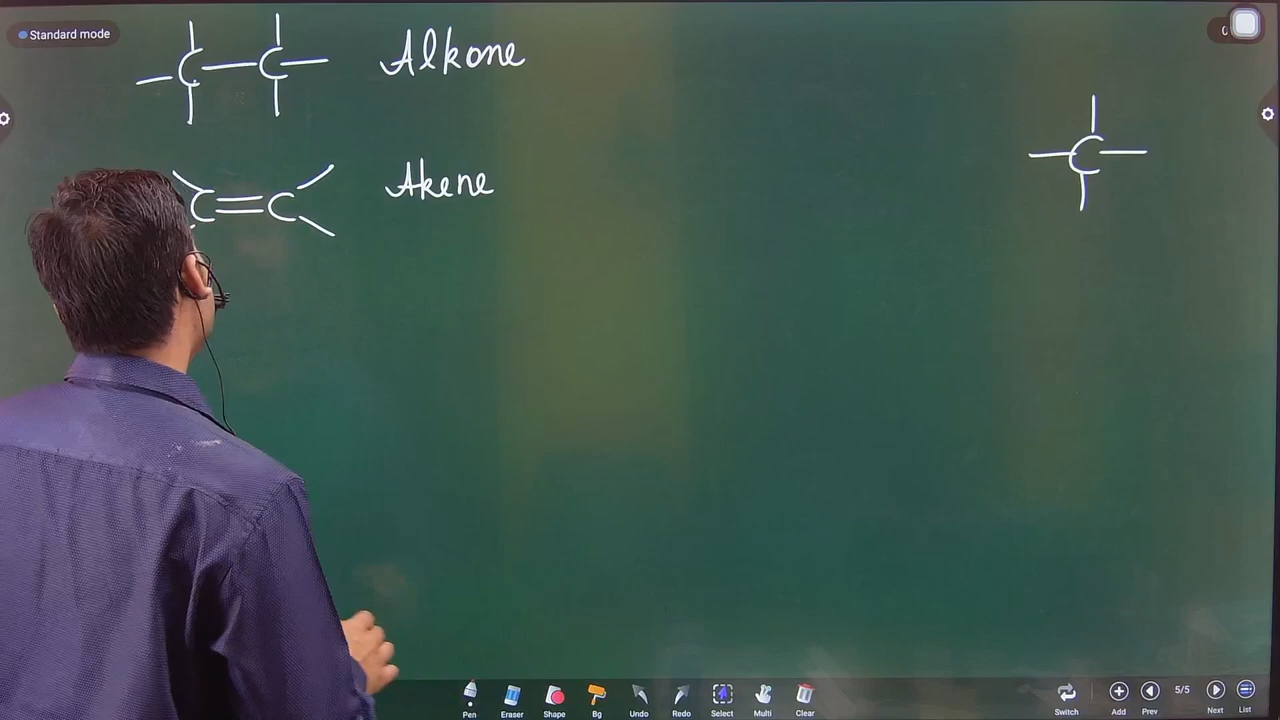 Standard mode
0
C C Alkone
C C Akene
C
Pen Eraser Shape Bg Undo Redo Select Multi Clear Switch Add Prev 5/5 Next List